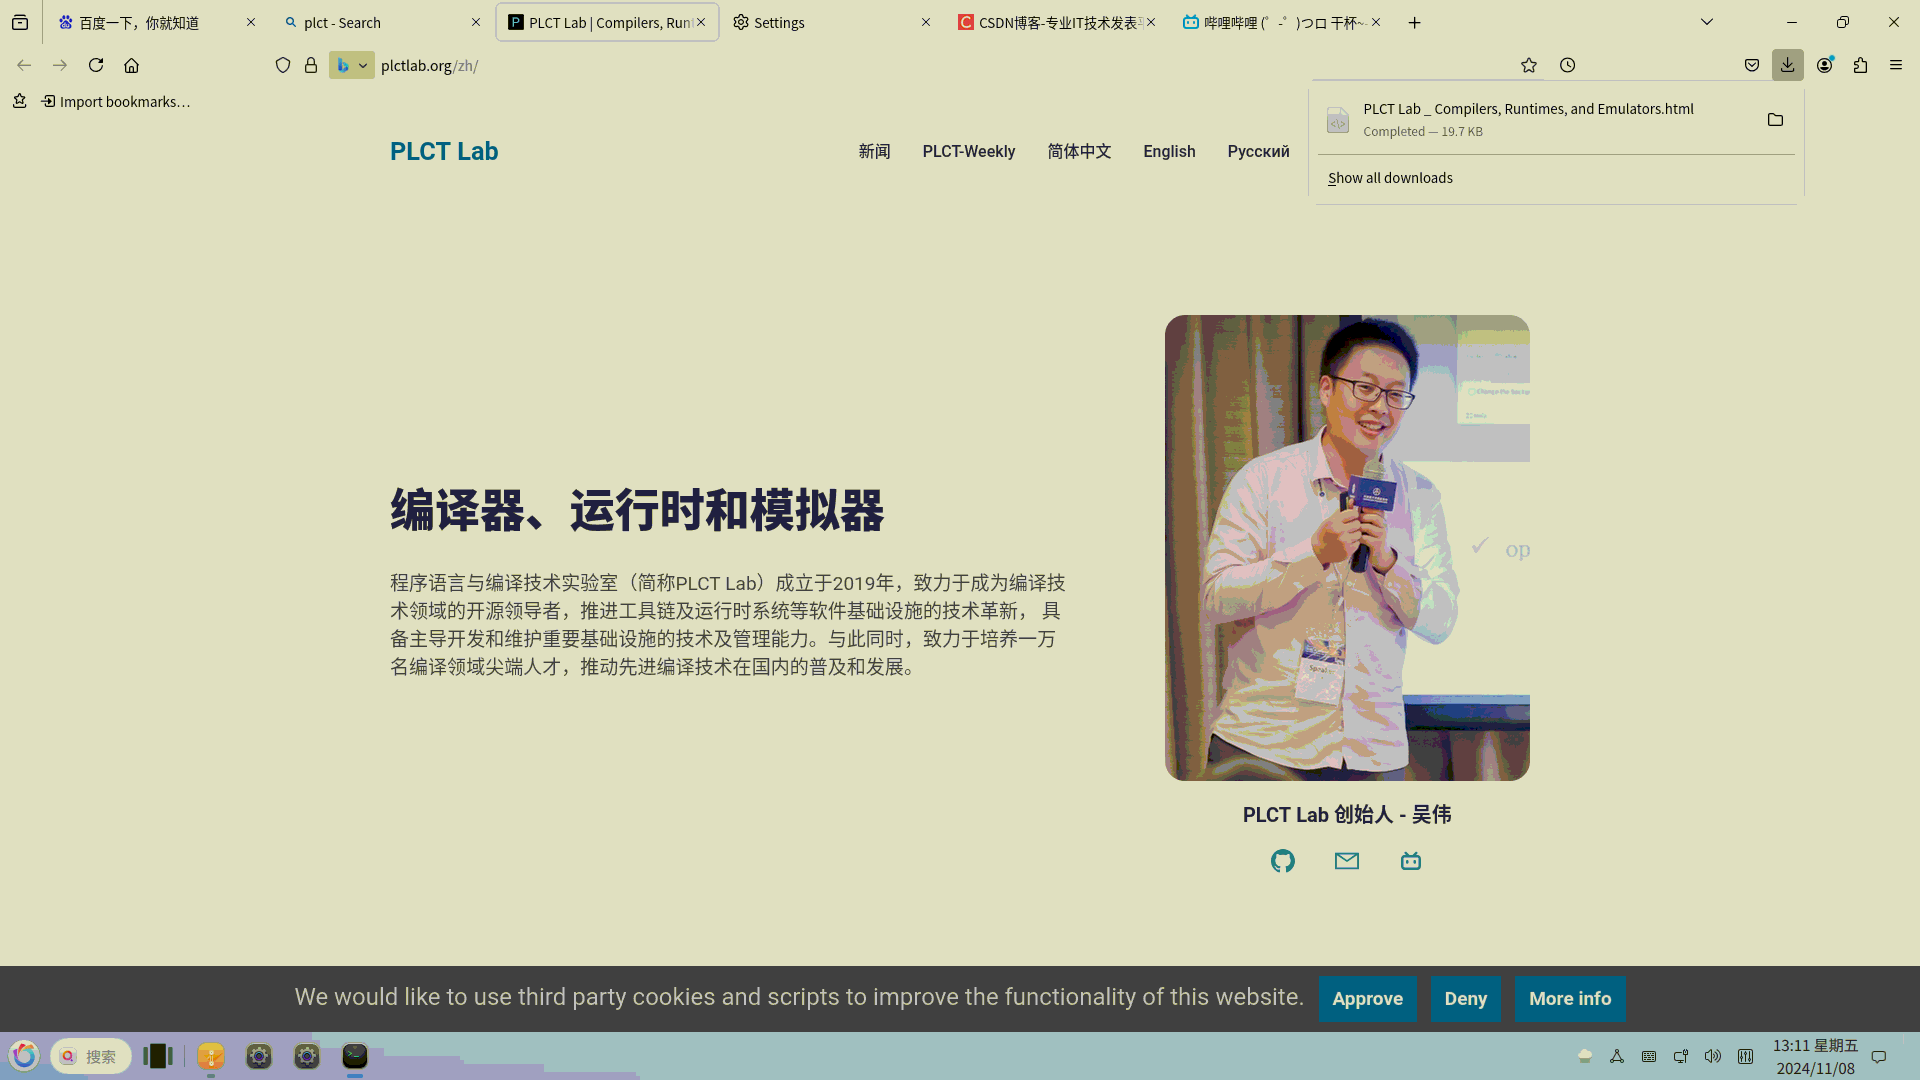 百度一下，你就知道
plct - Search
PLCT Lab | Compilers, Run
Settings
CSDN博客-专业IT技术发表
哔哩哔哩 (゜-゜)つロ 干杯~-
plctlab.org/zh/
Import bookmarks…
PLCT Lab _ Compilers, Runtimes, and Emulators.html
Completed — 19.7 KB
Show all downloads
PLCT Lab
新闻
PLCT-Weekly
简体中文
English
Русский
编译器、运行时和模拟器
程序语言与编译技术实验室（简称PLCT Lab）成立于2019年，致力于成为编译技
术领域的开源领导者，推进工具链及运行时系统等软件基础设施的技术革新， 具
备主导开发和维护重要基础设施的技术及管理能力。与此同时，致力于培养一万
名编译领域尖端人才，推动先进编译技术在国内的普及和发展。
op
PLCT Lab 创始人 - 吴伟
We would like to use third party cookies and scripts to improve the functionality of this website.
Approve
Deny
More info
搜索
13:11 星期五
2024/11/08